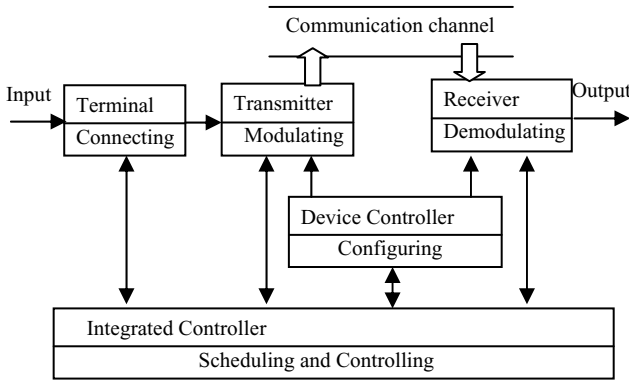 Communication channel
Input
Terminal
Connecting
Transmitter
Modulating
Receiver
Demodulating
Output
Device Controller
Configuring
Integrated Controller
Scheduling and Controlling